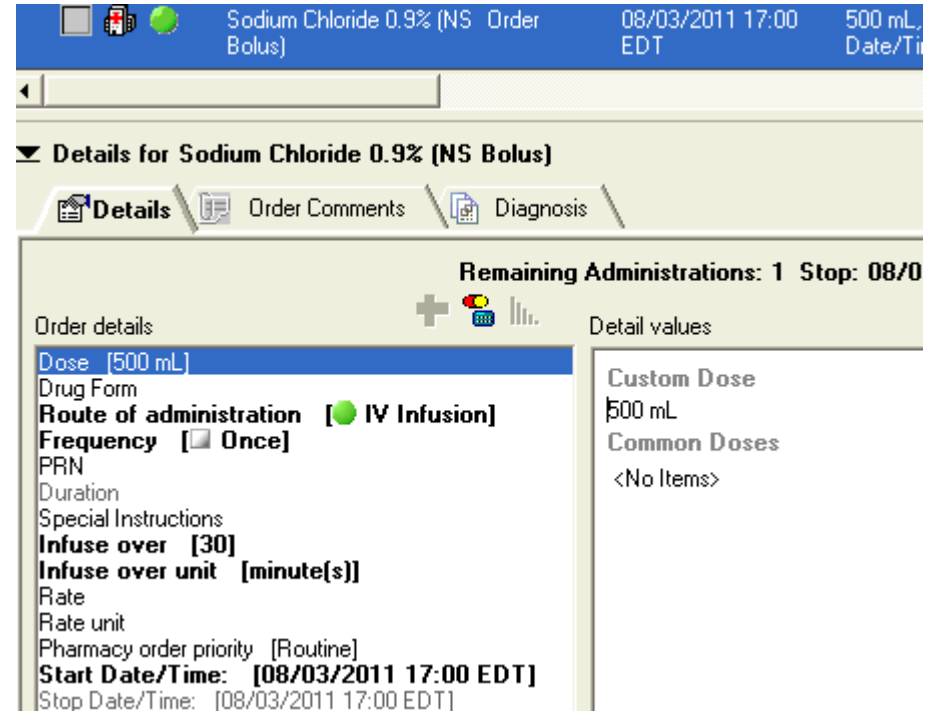 Sodium Chloride 0.9% (NS Order 08/03/2011 17:00 500 mL,
Bolus) EDT Date/Ti
Details for Sodium Chloride 0.9% (NS Bolus)
Details Order Comments Diagnosis
Remaining Administrations: 1 Stop: 08/0
Order details Detail values
Dose [500 mL]
Drug Form
Route of administration [IV Infusion]
Frequency [Once]
PRN
Duration
Special Instructions
Infuse over [30]
Infuse over unit [minute(s)]
Rate
Rate unit
Pharmacy order priority [Routine]
Start Date/Time: [08/03/2011 17:00 EDT]
Stop Date/Time: [08/03/2011 17:00 EDT]
Custom Dose
500 mL
Common Doses
<No Items>